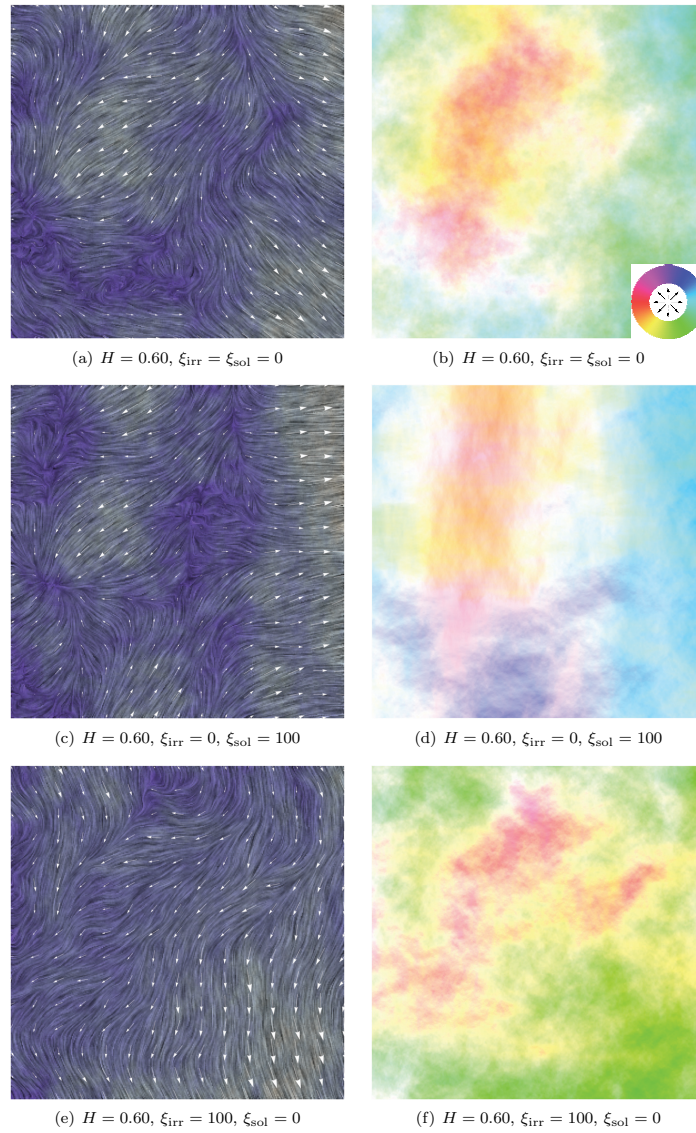 (a) H = 0.60, ξirr = ξsol = 0
(b) H = 0.60, ξirr = ξsol = 0
(c) H = 0.60, ξirr = 0, ξsol = 100
(d) H = 0.60, ξirr = 0, ξsol = 100
(e) H = 0.60, ξirr = 100, ξsol = 0
(f) H = 0.60, ξirr = 100, ξsol = 0